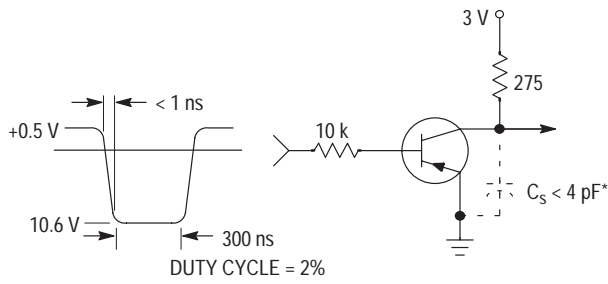 3 V
< 1 ns
275
+0.5 V
10 k
C_S < 4 pF*
10.6 V
300 ns
DUTY CYCLE = 2%